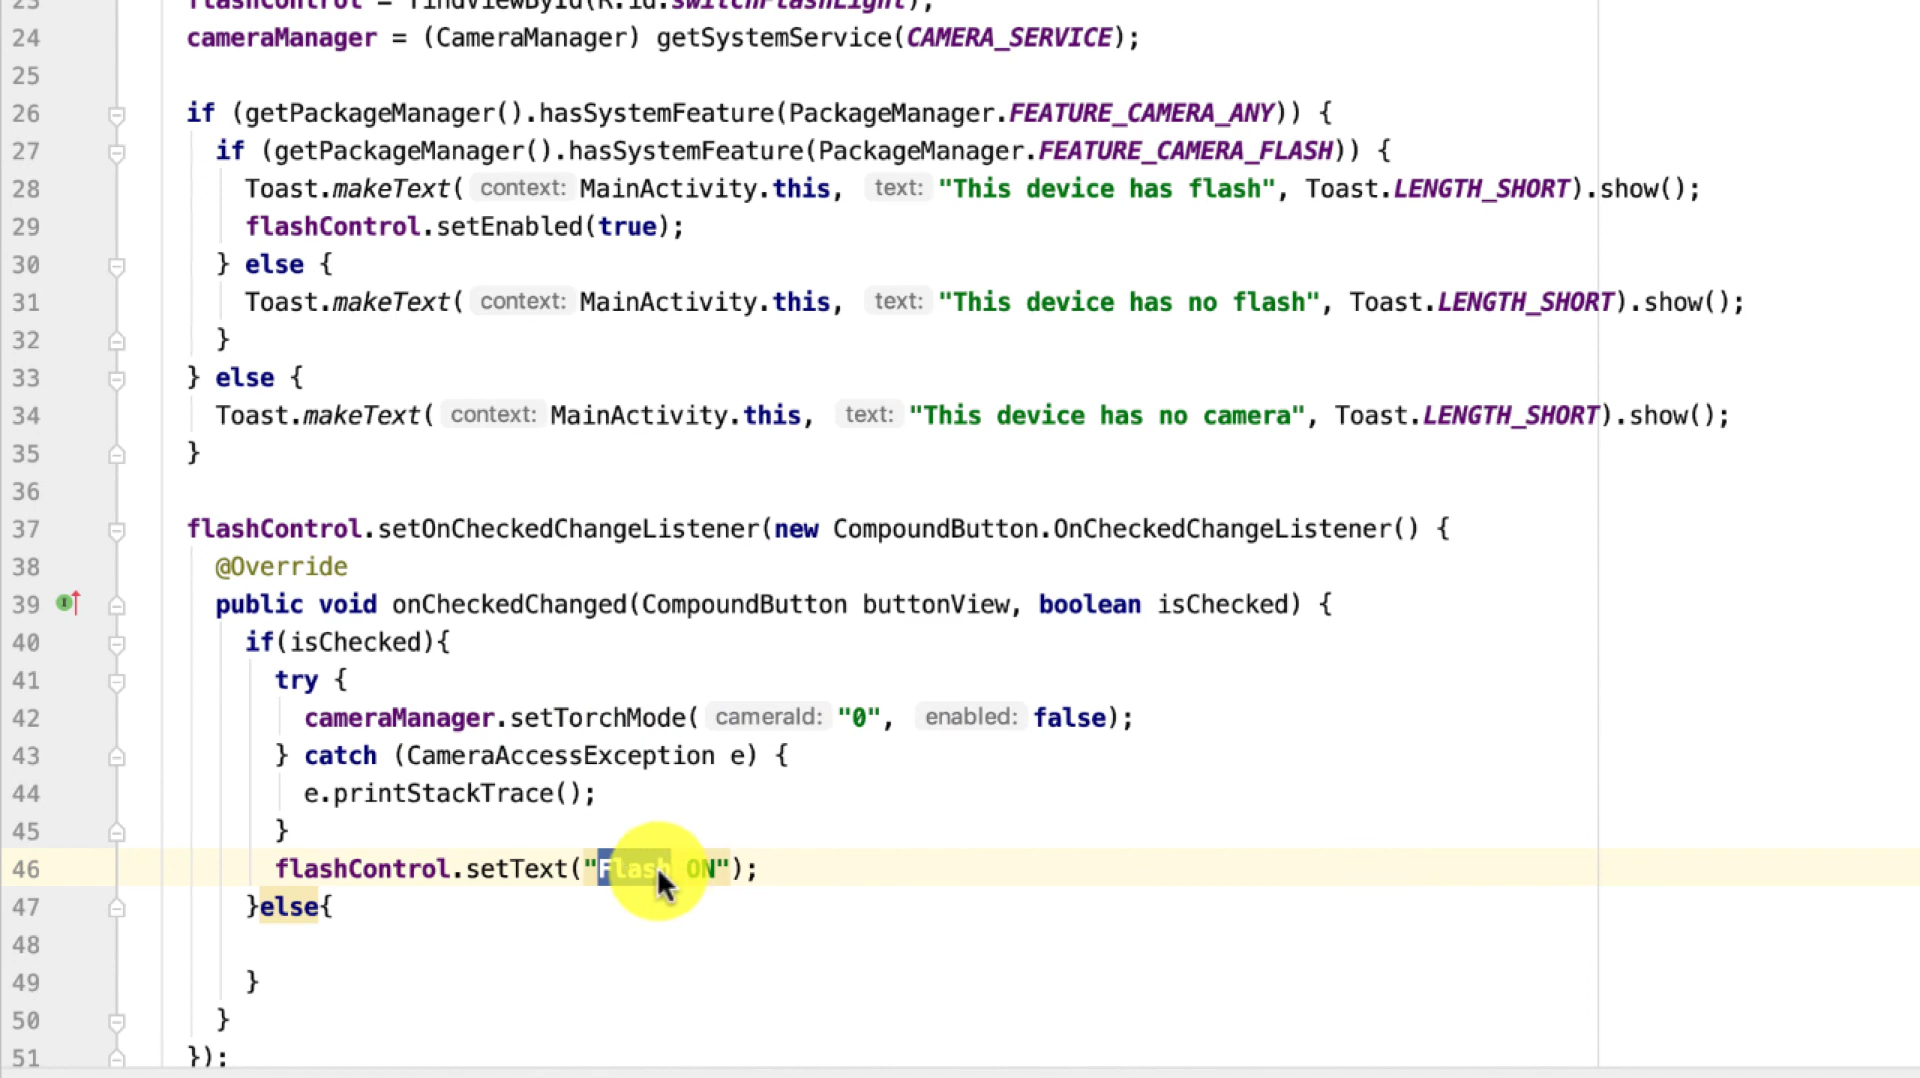 23 flashControl = findViewById(R.id.switchFlashLight);
24 cameraManager = (CameraManager) getSystemService(CAMERA_SERVICE);
25
26 if (getPackageManager().hasSystemFeature(PackageManager.FEATURE_CAMERA_ANY)) {
27 if (getPackageManager().hasSystemFeature(PackageManager.FEATURE_CAMERA_FLASH)) {
28 Toast.makeText( context: MainActivity.this, text: "This device has flash", Toast.LENGTH_SHORT).show();
29 flashControl.setEnabled(true);
30 } else {
31 Toast.makeText( context: MainActivity.this, text: "This device has no flash", Toast.LENGTH_SHORT).show();
32 }
33 } else {
34 Toast.makeText( context: MainActivity.this, text: "This device has no camera", Toast.LENGTH_SHORT).show();
35 }
36
37 flashControl.setOnCheckedChangeListener(new CompoundButton.OnCheckedChangeListener() {
38 @Override
39 public void onCheckedChanged(CompoundButton buttonView, boolean isChecked) {
40 if(isChecked){
41 try {
42 cameraManager.setTorchMode( cameraId: "0", enabled: false);
43 } catch (CameraAccessException e) {
44 e.printStackTrace();
45 }
46 flashControl.setText("Flash ON");
47 }else{
48
49 }
50 }
51 });